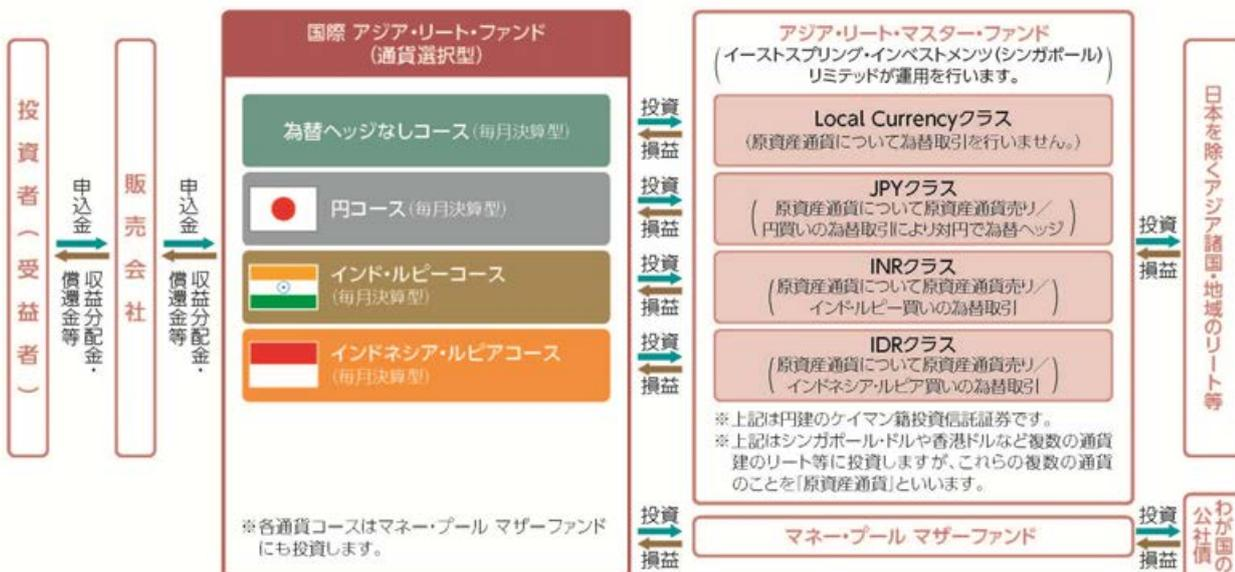 投資者（受益者）
申込金
収益分配金・
償還金等
販売会社
申込金
収益分配金・
償還金等
国際 アジア・リート・ファンド
（通貨選択型）
為替ヘッジなしコース（毎月決算型）
円コース（毎月決算型）
インド・ルピーコース
（毎月決算型）
インドネシア・ルピアコース
（毎月決算型）
※各通貨コースはマネー・プール マザーファンド
にも投資します。
投資
損益
投資
損益
投資
損益
投資
損益
投資
損益
アジア・リート・マスター・ファンド
（イーストスプリング・インベストメンツ（シンガポール）
リミテッドが運用を行います。）
Local Currencyクラス
（原資産通貨について為替取引を行いません。）
JPYクラス
（原資産通貨について原資産通貨売り／
円買いの為替取引により対円で為替ヘッジ）
INRクラス
（原資産通貨について原資産通貨売り／
インド・ルピー買いの為替取引）
IDRクラス
（原資産通貨について原資産通貨売り／
インドネシア・ルピア買いの為替取引）
※上記は円建のケイマン籍投資信託証券です。
※上記はシンガポール・ドルや香港ドルなど複数の通貨
建のリート等に投資しますが、これらの複数の通貨
のことを「原資産通貨」といいます。
マネー・プール マザーファンド
投資
損益
投資
損益
日本を除くアジア諸国・地域のリート等
わが国の
公社債